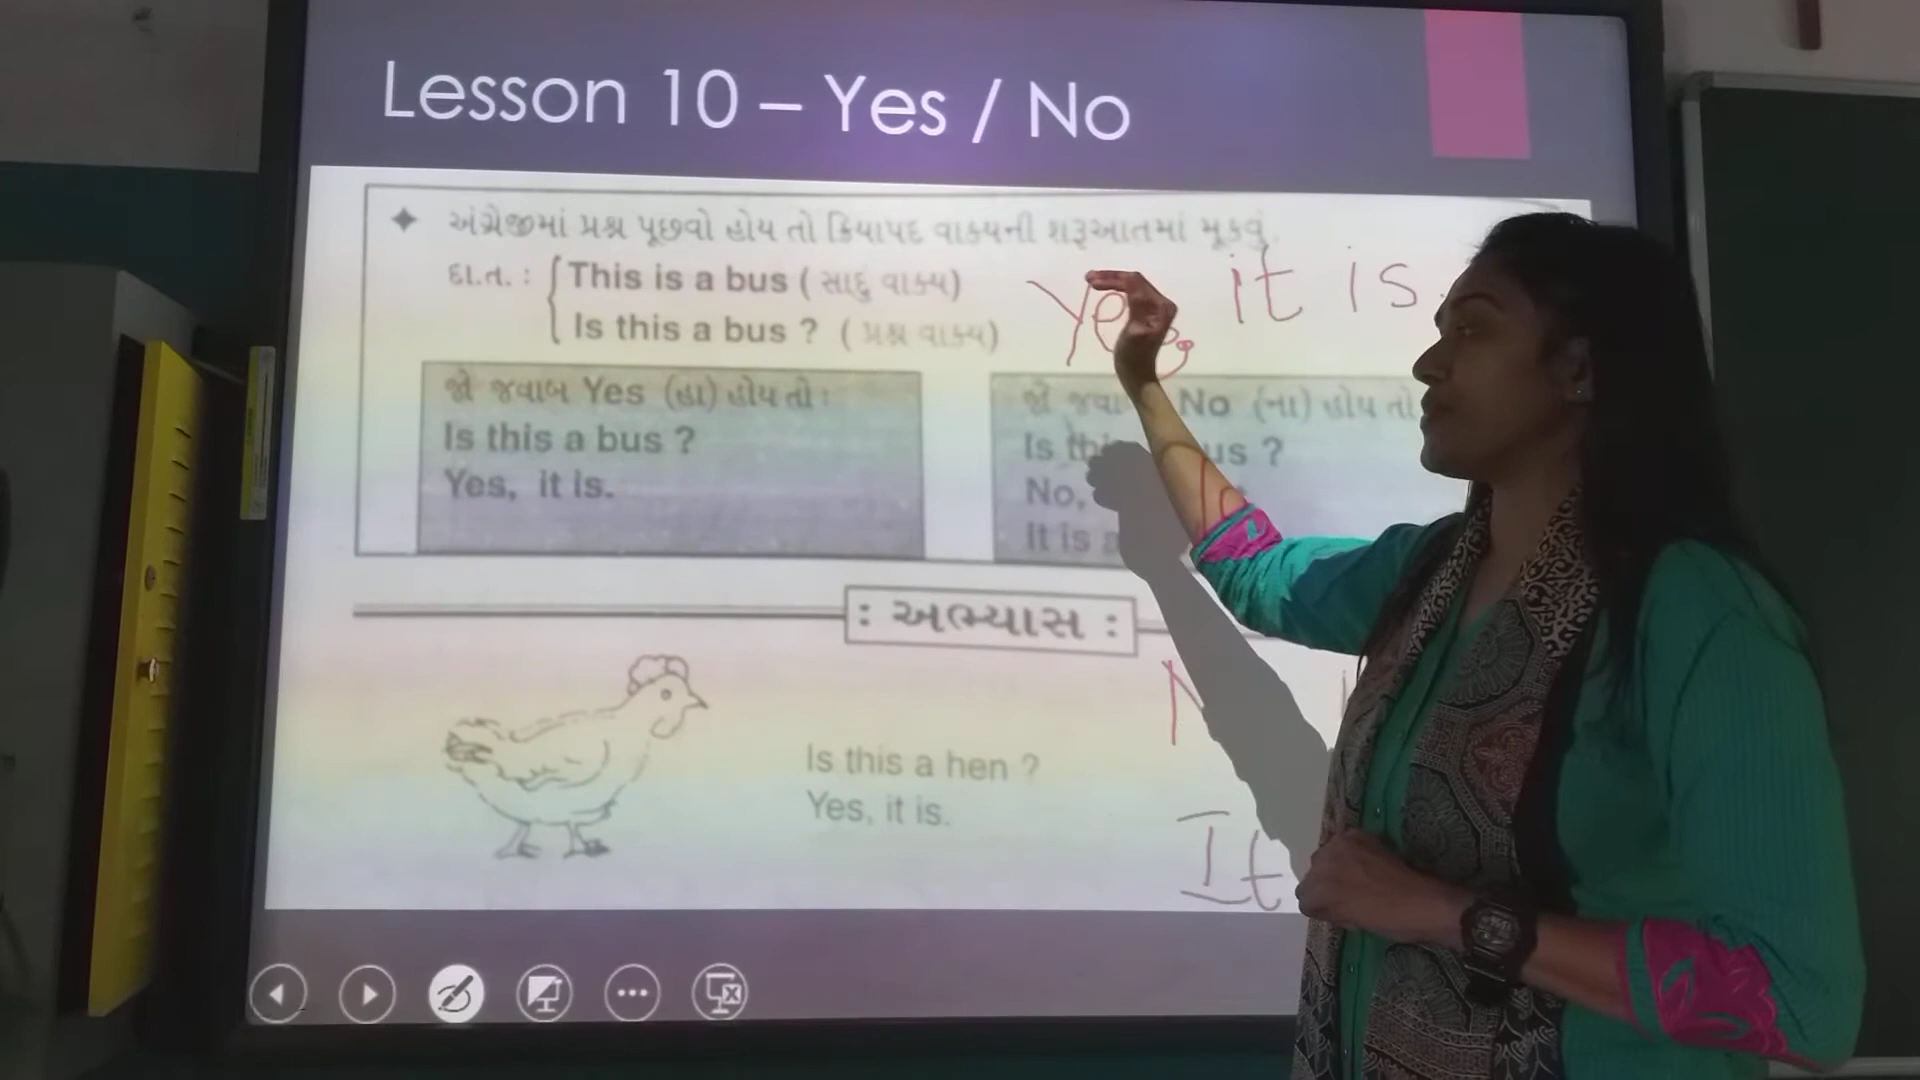 Lesson 10 – Yes / No
અંગ્રેજીમાં પ્રશ્ન પૂછવો હોય તો ક્રિયાપદ વાક્યની શરૂઆતમાં મૂકવું.
દા.ત. : This is a bus ( સાદું વાક્ય)
Is this a bus ? ( પ્રશ્ન વાક્ય)
Yes, it is.
જો જવાબ Yes (હા) હોય તો :
Is this a bus ?
Yes, it is.
જો No (ના) હોય તો
Is ?
No,
It is
: અભ્યાસ :
Is this a hen ?
Yes, it is.
It